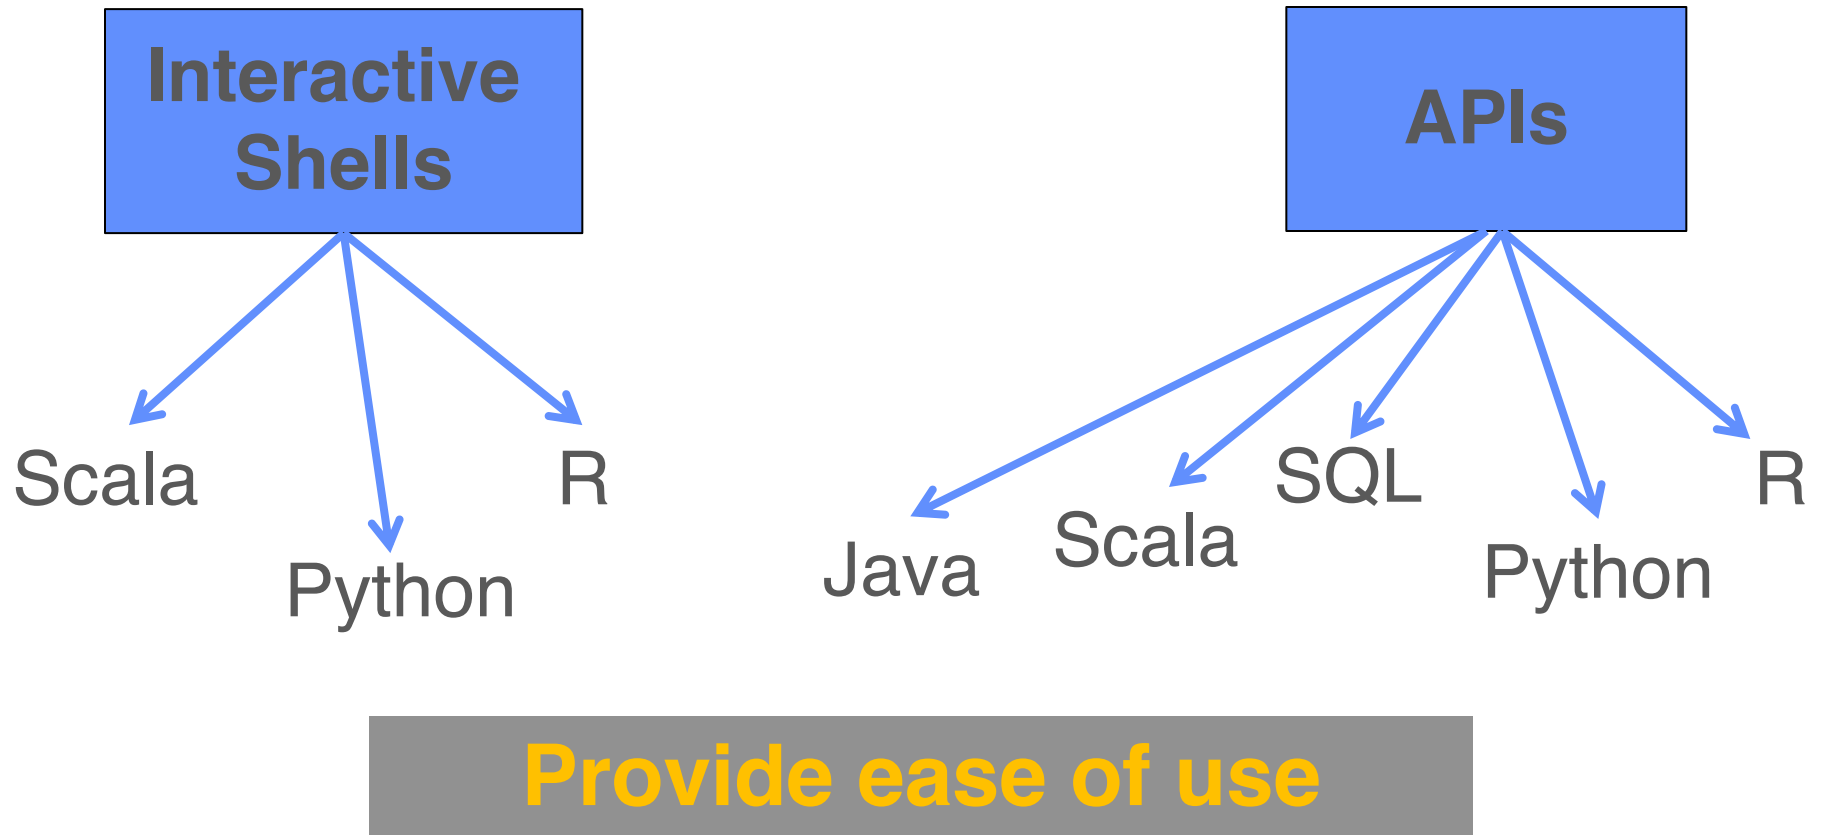 Interactive
Shells
APIs
Scala
Python
R
Java
Scala
SQL
Python
R
Provide ease of use